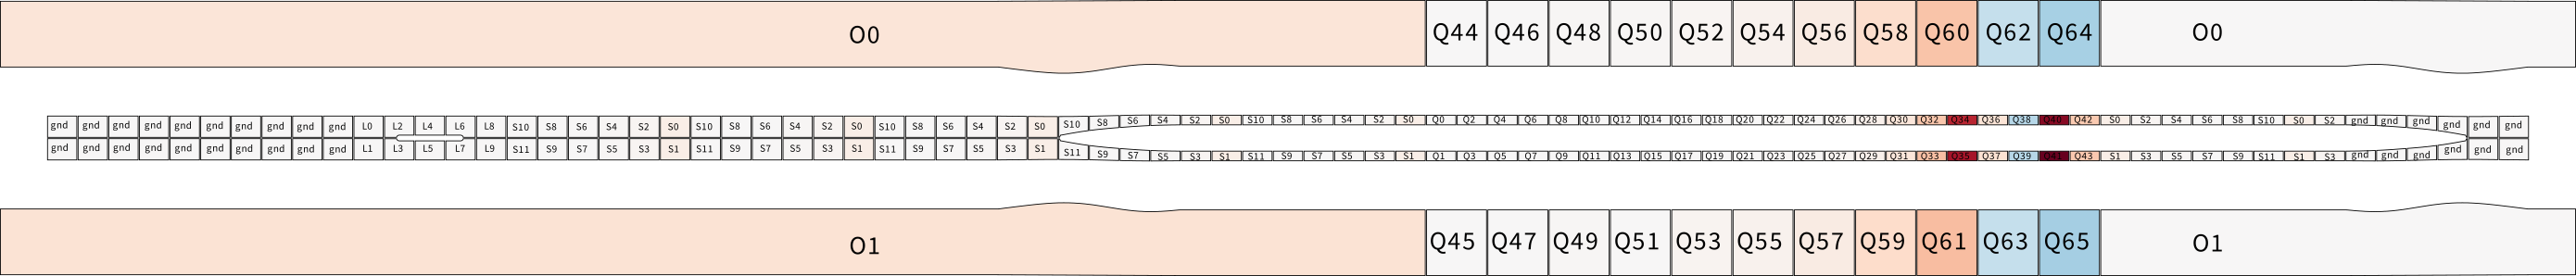 O0 Q44 Q46 Q48 Q50 Q52 Q54 Q56 Q58 Q60 Q62 Q64 O0
gnd gnd gnd gnd gnd gnd gnd gnd gnd gnd L0 L2 L4 L6 L8 S10 S8 S6 S4 S2 S0 S10 S8 S6 S4 S2 S0 S10 S8 S6 S4 S2 S0 S10 S8 S6 S4 S2 S0 S10 S8 S6 S4 S2 S0 Q0 Q2 Q4 Q6 Q8 Q10 Q12 Q14 Q16 Q18 Q20 Q22 Q24 Q26 Q28 Q30 Q32 Q34 Q36 Q38 Q40 Q42 S0 S2 S4 S6 S8 S10 S0 S2 gnd gnd gnd gnd gnd gnd
gnd gnd gnd gnd gnd gnd gnd gnd gnd gnd L1 L3 L5 L7 L9 S11 S9 S7 S5 S3 S1 S11 S9 S7 S5 S3 S1 S11 S9 S7 S5 S3 S1 S11 S9 S7 S5 S3 S1 S11 S9 S7 S5 S3 S1 Q1 Q3 Q5 Q7 Q9 Q11 Q13 Q15 Q17 Q19 Q21 Q23 Q25 Q27 Q29 Q31 Q33 Q35 Q37 Q39 Q41 Q43 S1 S3 S5 S7 S9 S11 S1 S3 gnd gnd gnd gnd gnd gnd
O1 Q45 Q47 Q49 Q51 Q53 Q55 Q57 Q59 Q61 Q63 Q65 O1